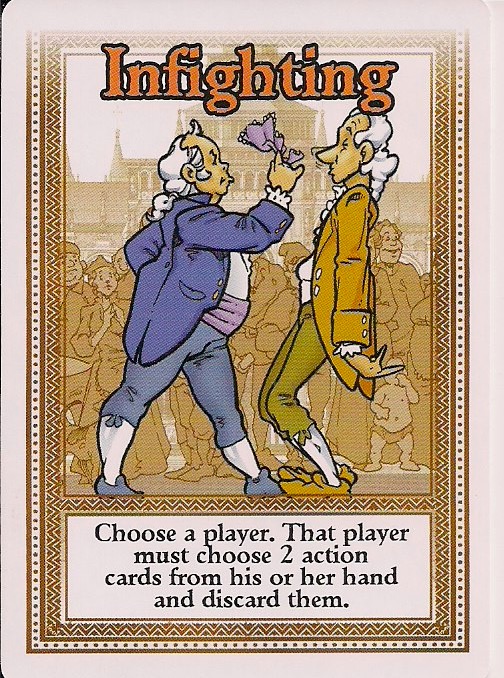 Infighting
Choose a player. That player
must choose 2 action
cards from his or her hand
and discard them.